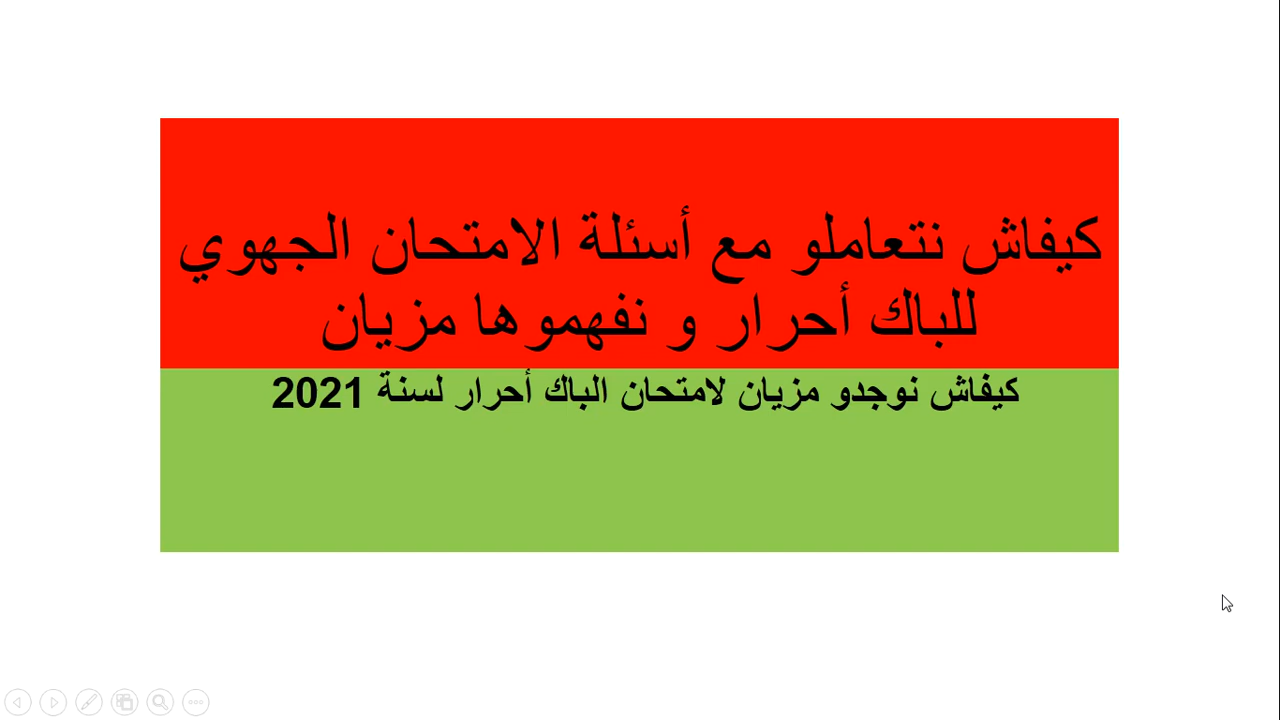 كيفاش نتعاملو مع أسئلة الامتحان الجهوي
للباك أحرار و نفهموها مزيان
كيفاش نوجدو مزيان لامتحان الباك أحرار لسنة 2021